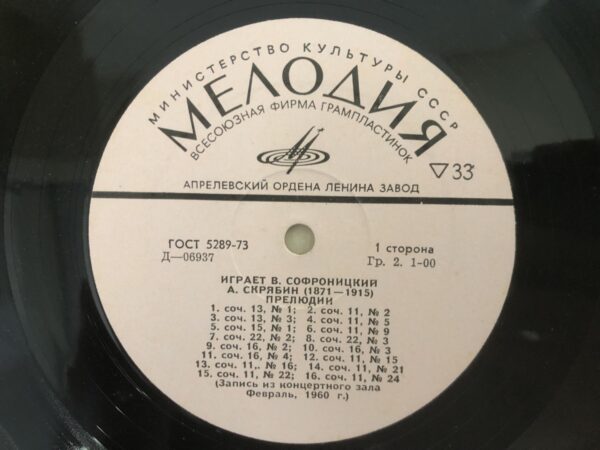 МИНИСТЕРСТВО КУЛЬТУРЫ СССР
МЕЛОДИЯ
ВСЕСОЮЗНАЯ ФИРМА ГРАМПЛАСТИНОК
▽33
АПРЕЛЕВСКИЙ ОРДЕНА ЛЕНИНА ЗАВОД
ГОСТ 5289-73
Д—06937
1 сторона
Гр. 2. 1-00
ИГРАЕТ В. СОФРОНИЦКИЙ
А. СКРЯБИН (1871—1915)
ПРЕЛЮДИИ
1. соч. 13, № 1; 2. соч. 11, № 2
3. соч. 13, № 3; 4. соч. 11, № 5
5. соч. 15, № 1; 6. соч. 11, № 9
7. соч. 22, № 2; 8. соч. 22, № 3
9. соч. 16, № 2; 10. соч. 16, № 3
11. соч. 16, № 4; 12. соч. 11, № 15
13. соч. 11,. № 16; 14. соч. 11, № 21
15. соч. 11, № 22; 16. соч. 11, № 24
(Запись из концертного зала
Февраль, 1960 г.)